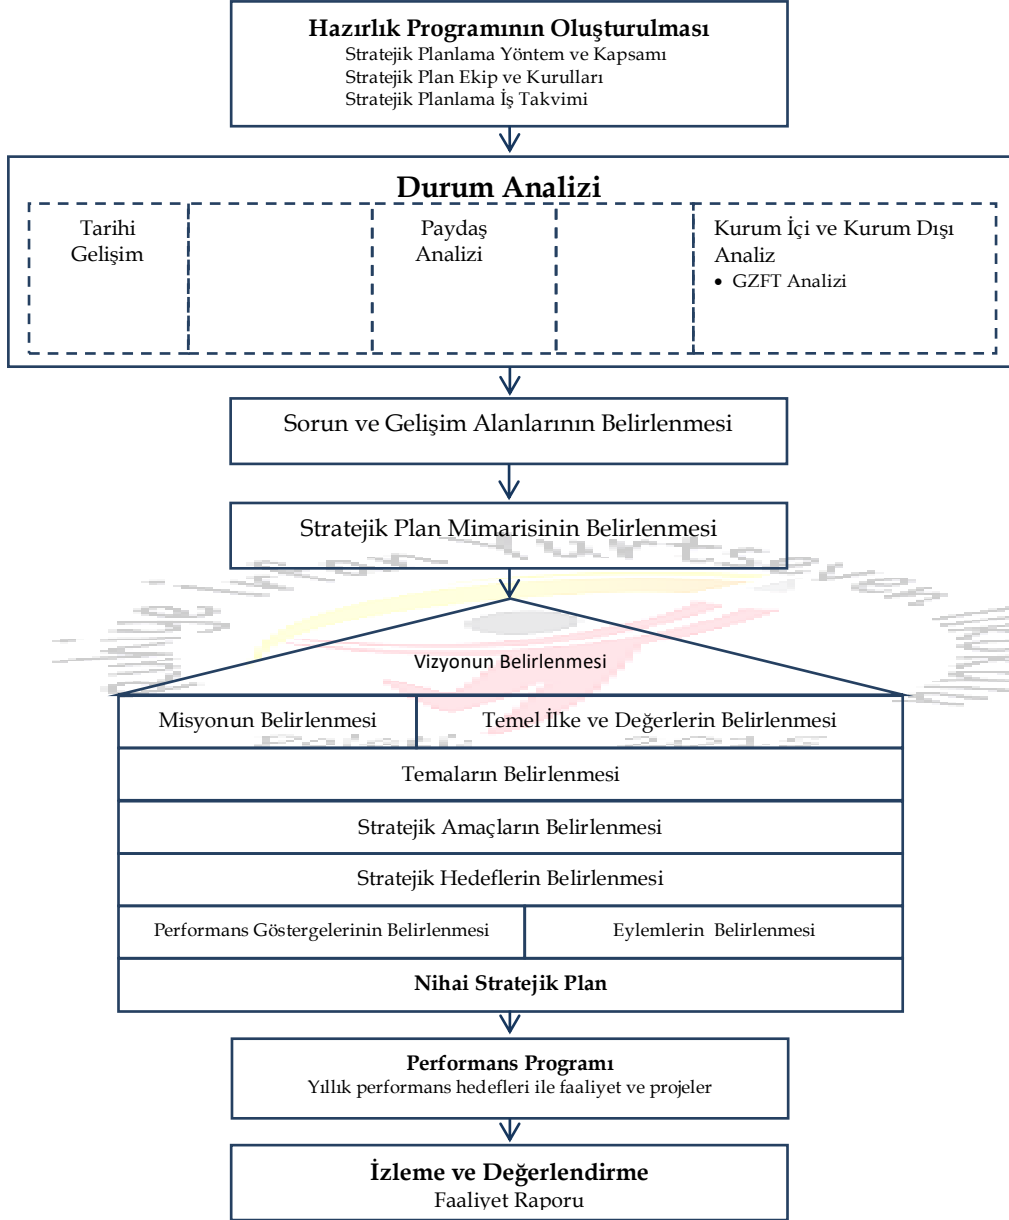 Hazırlık Programının Oluşturulması
Stratejik Planlama Yöntem ve Kapsamı
Stratejik Plan Ekip ve Kurulları
Stratejik Planlama İş Takvimi
Durum Analizi
Tarihi
Gelişim
Paydaş
Analizi
Kurum İçi ve Kurum Dışı
Analiz
• GZFT Analizi
Sorun ve Gelişim Alanlarının Belirlenmesi
Stratejik Plan Mimarisinin Belirlenmesi
Vizyonun Belirlenmesi
Misyonun Belirlenmesi
Temel İlke ve Değerlerin Belirlenmesi
Temaların Belirlenmesi
Stratejik Amaçların Belirlenmesi
Stratejik Hedeflerin Belirlenmesi
Performans Göstergelerinin Belirlenmesi
Eylemlerin Belirlenmesi
Nihai Stratejik Plan
Performans Programı
Yıllık performans hedefleri ile faaliyet ve projeler
İzleme ve Değerlendirme
Faaliyet Raporu